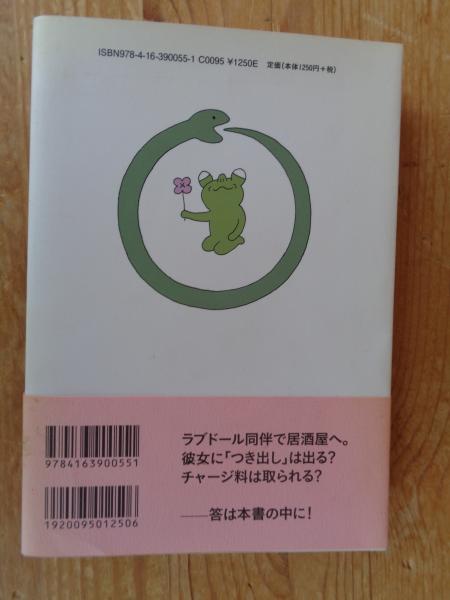 ISBN978-4-16-390055-1 C0095 ¥1250E 定価(本体1250円+税)
9784163900551
1920095012506
ラブドール同伴で居酒屋へ。
彼女に「つき出し」は出る?
チャージ料は取られる?
——答は本書の中に!